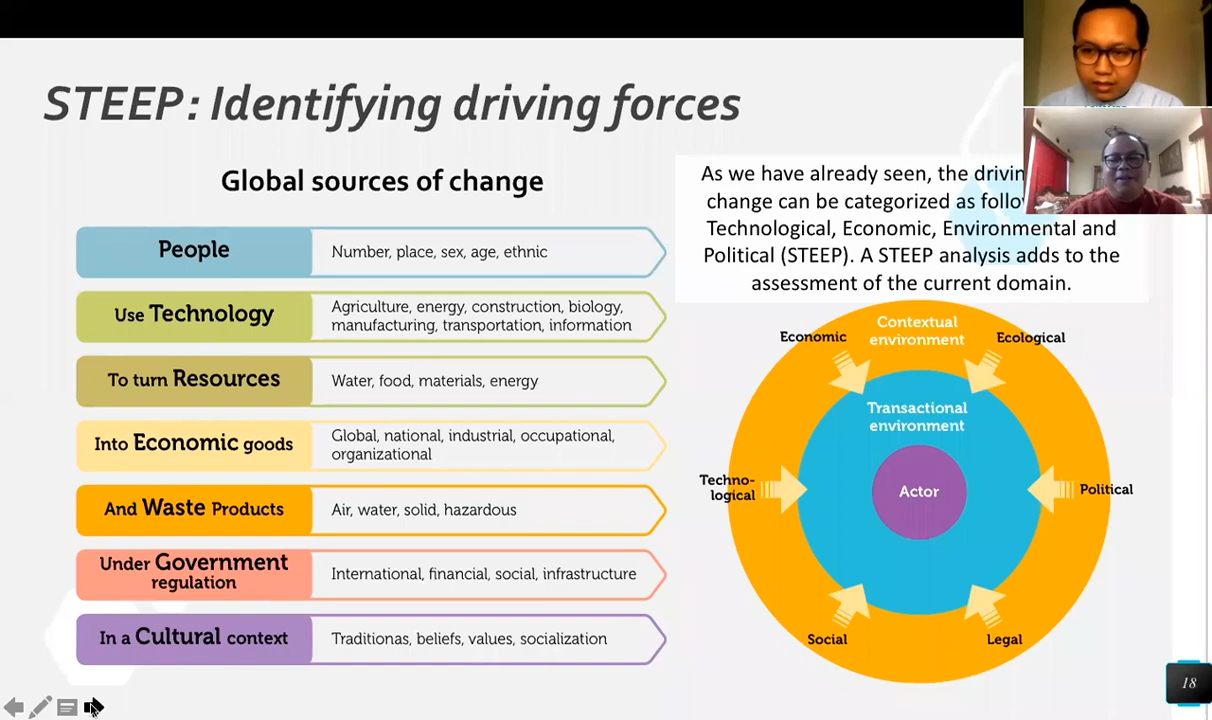 STEEP: Identifying driving forces
Global sources of change
People
Number, place, sex, age, ethnic
Use Technology
Agriculture, energy, construction, biology,
manufacturing, transportation, information
To turn Resources
Water, food, materials, energy
Into Economic goods
Global, national, industrial, occupational,
organizational
And Waste Products
Air, water, solid, hazardous
Under Government
regulation
International, financial, social, infrastructure
In a Cultural context
Traditionas, beliefs, values, socialization
As we have already seen, the
change can be categorized as
Technological, Economic, Environmental and
Political (STEEP). A STEEP analysis adds to the
assessment of the current domain.
Contextual
environment
Economic
Ecological
Transactional
environment
Techno-
logical
Actor
Political
Social
Legal
18